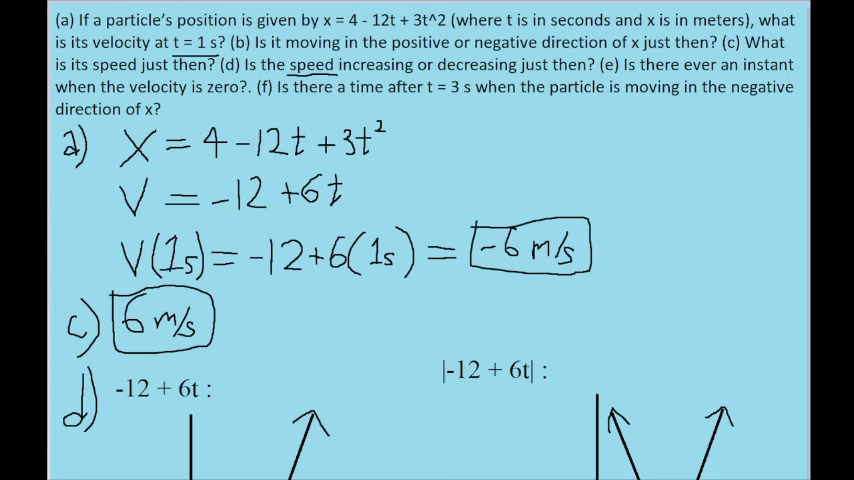 (a) If a particle's position is given by x = 4 - 12t + 3t^2 (where t is in seconds and x is in meters), what
is its velocity at t = 1 s? (b) Is it moving in the positive or negative direction of x just then? (c) What
is its speed just then? (d) Is the speed increasing or decreasing just then? (e) Is there ever an instant
when the velocity is zero?. (f) Is there a time after t = 3 s when the particle is moving in the negative
direction of x?
a) X = 4 -12t +3t²
V = -12 +6t
V(1s) = -12+6(1s) = -6 m/s
c) 6 m/s
d) -12 + 6t :
|-12 + 6t| :